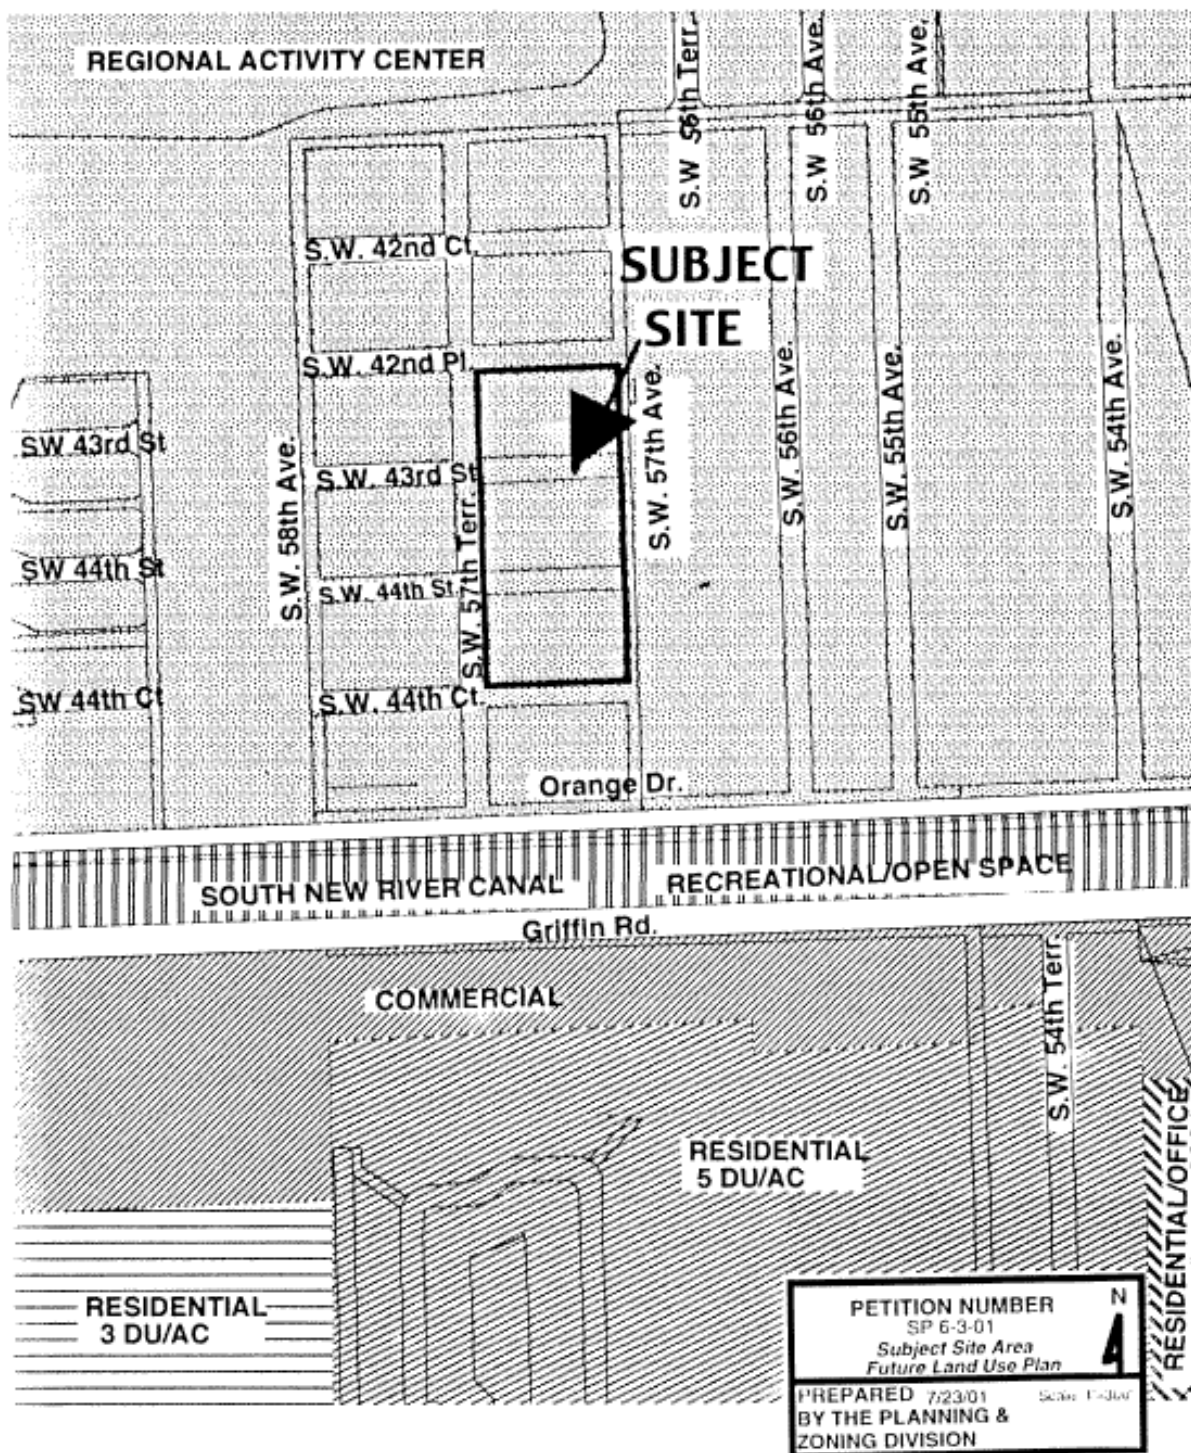 REGIONAL ACTIVITY CENTER
S.W 56th Terr.
S.W 56th Ave.
S.W 55th Ave.
S.W. 42nd Ct.
SUBJECT
SITE
S.W. 42nd Pl.
SW 43rd St
S.W. 43rd St
S.W. 58th Ave.
S.W. 57th Terr.
S.W. 57th Ave.
S.W. 56th Ave.
S.W. 55th Ave.
S.W. 54th Ave.
SW 44th St
S.W. 44th St.
SW 44th Ct
S.W. 44th Ct.
Orange Dr.
SOUTH NEW RIVER CANAL
RECREATIONAL/OPEN SPACE
Griffin Rd.
COMMERCIAL
S.W. 54th Terr.
RESIDENTIAL
5 DU/AC
RESIDENTIAL/OFFICE
RESIDENTIAL
3 DU/AC
PETITION NUMBER
N
SP 6-3-01
Subject Site Area
Future Land Use Plan
PREPARED 7/23/01
BY THE PLANNING &
ZONING DIVISION